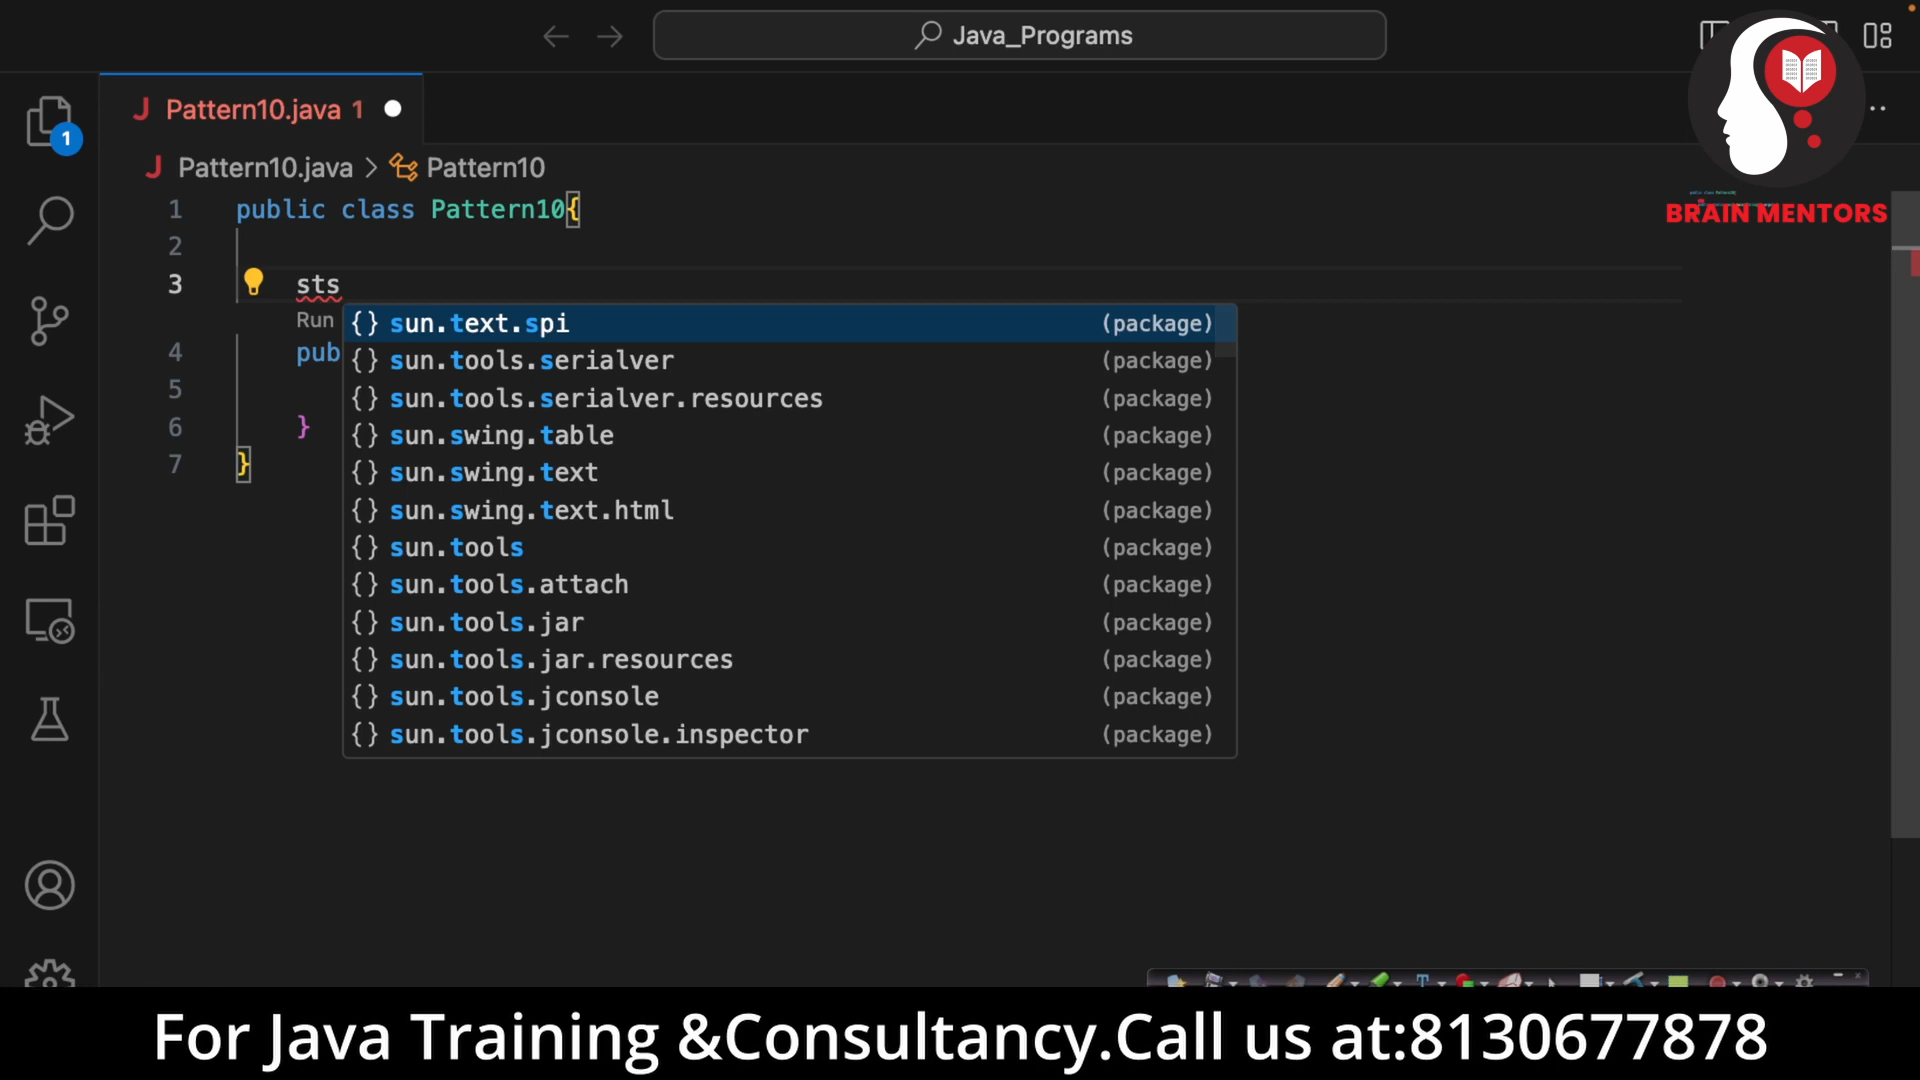 Java_Programs
Pattern10.java 1
1
Pattern10.java > Pattern10
1 public class Pattern10{
2
3 sts
Run
4 pub
5
6 }
7 }
{} sun.text.spi (package)
{} sun.tools.serialver (package)
{} sun.tools.serialver.resources (package)
{} sun.swing.table (package)
{} sun.swing.text (package)
{} sun.swing.text.html (package)
{} sun.tools (package)
{} sun.tools.attach (package)
{} sun.tools.jar (package)
{} sun.tools.jar.resources (package)
{} sun.tools.jconsole (package)
{} sun.tools.jconsole.inspector (package)
BRAIN MENTORS
For Java Training &Consultancy.Call us at:8130677878